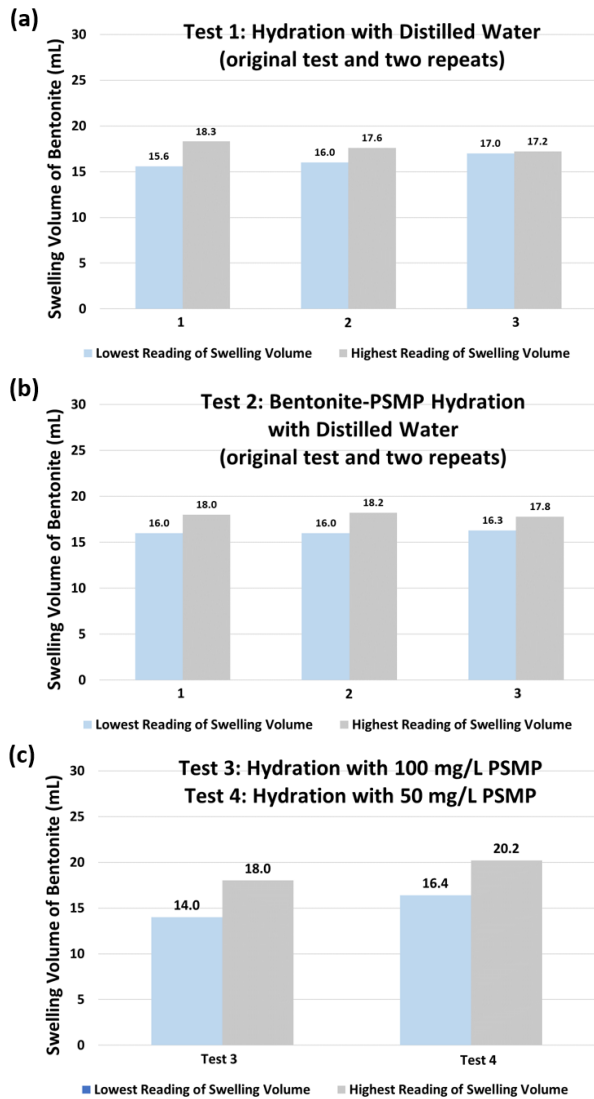 (a)
Test 1: Hydration with Distilled Water
(original test and two repeats)
Swelling Volume of Bentonite (mL)
30
25
20
15
10
5
0
15.6
18.3
16.0
17.6
17.0
17.2
1
2
3
Lowest Reading of Swelling Volume
Highest Reading of Swelling Volume
(b)
Test 2: Bentonite-PSMP Hydration
with Distilled Water
(original test and two repeats)
Swelling Volume of Bentonite (mL)
30
25
20
15
10
5
0
16.0
18.0
16.0
18.2
16.3
17.8
1
2
3
Lowest Reading of Swelling Volume
Highest Reading of Swelling Volume
(c)
Test 3: Hydration with 100 mg/L PSMP
Test 4: Hydration with 50 mg/L PSMP
Swelling Volume of Bentonite (mL)
30
25
20
15
10
5
0
14.0
18.0
16.4
20.2
Test 3
Test 4
Lowest Reading of Swelling Volume
Highest Reading of Swelling Volume